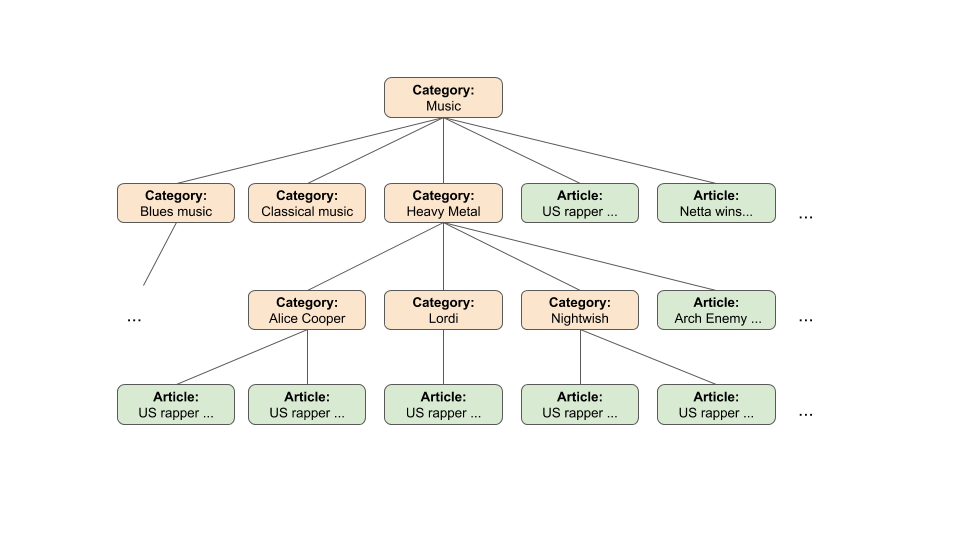 Category:
Music
Category:
Blues music
Category:
Classical music
Category:
Heavy Metal
Article:
US rapper ...
Article:
Netta wins...
...
...
Category:
Alice Cooper
Category:
Lordi
Category:
Nightwish
Article:
Arch Enemy ...
...
Article:
US rapper ...
Article:
US rapper ...
Article:
US rapper ...
Article:
US rapper ...
Article:
US rapper ...
...